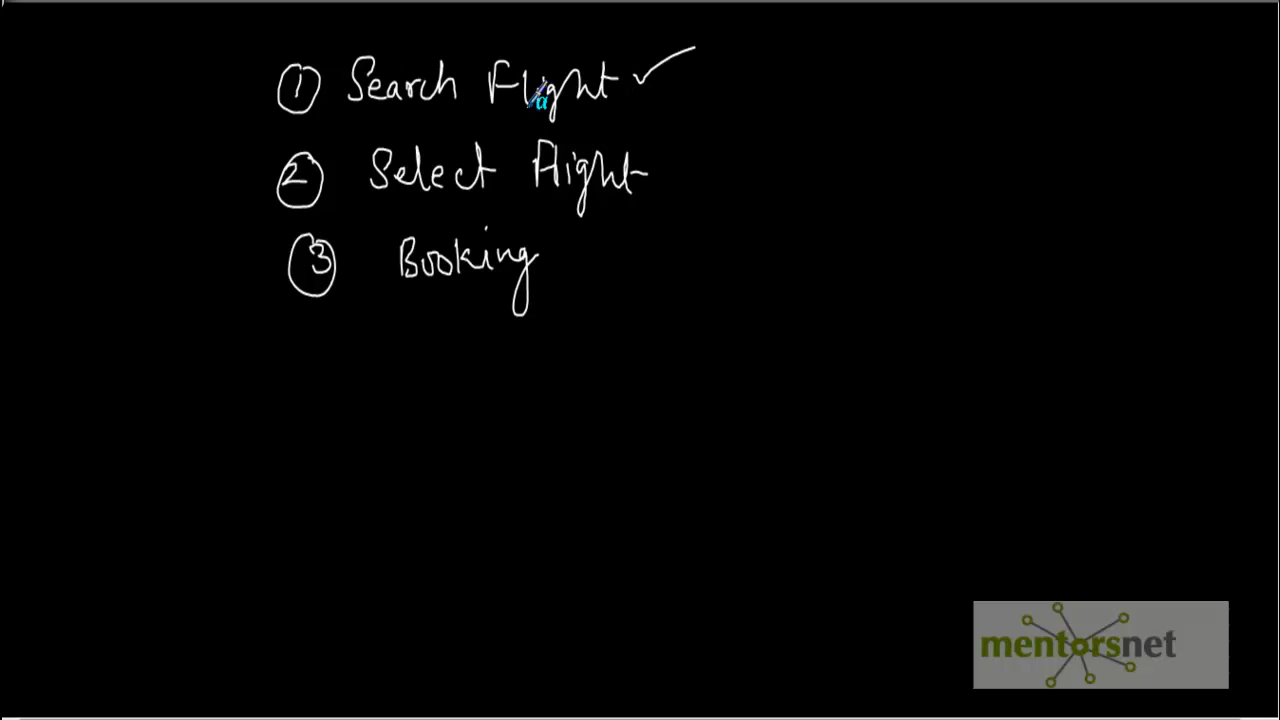 ① Search Flight ✓
② Select Flight
③ Booking
mentorsnet